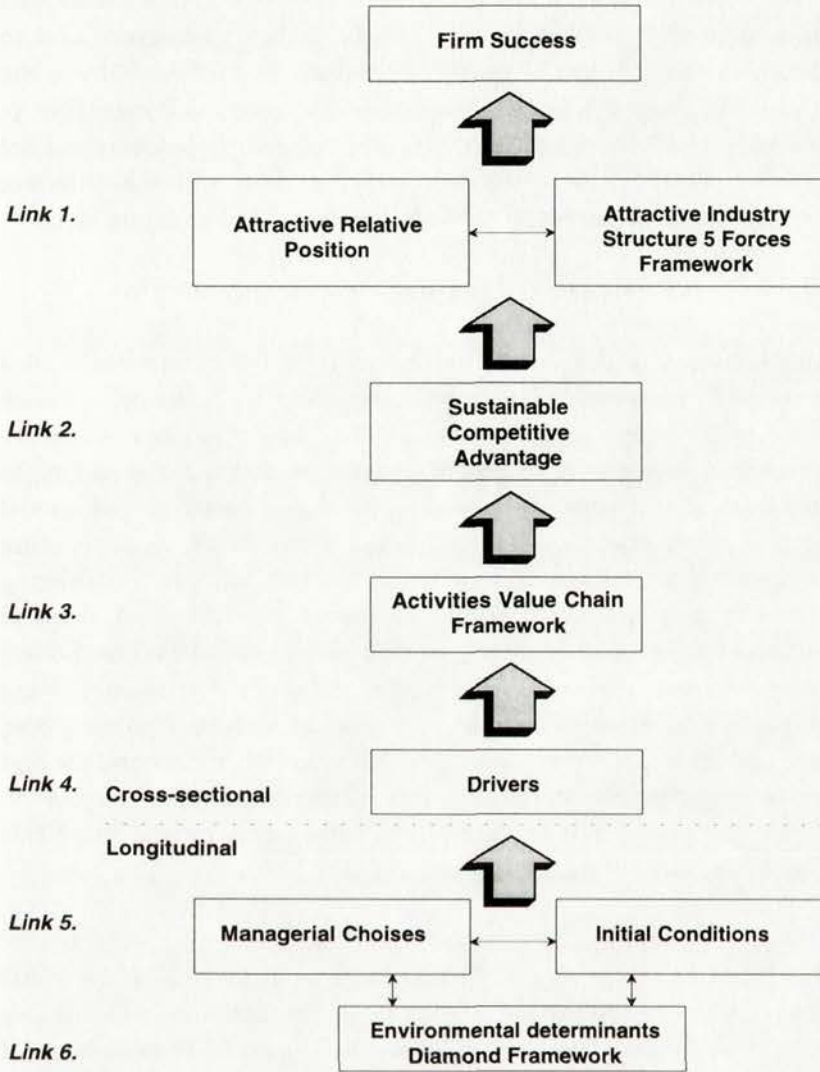 Firm Success
Link 1.
Attractive Relative
Position
Attractive Industry
Structure 5 Forces
Framework
Link 2.
Sustainable
Competitive
Advantage
Link 3.
Activities Value Chain
Framework
Link 4.
Cross-sectional
Drivers
Longitudinal
Link 5.
Managerial Choises
Initial Conditions
Link 6.
Environmental determinants
Diamond Framework